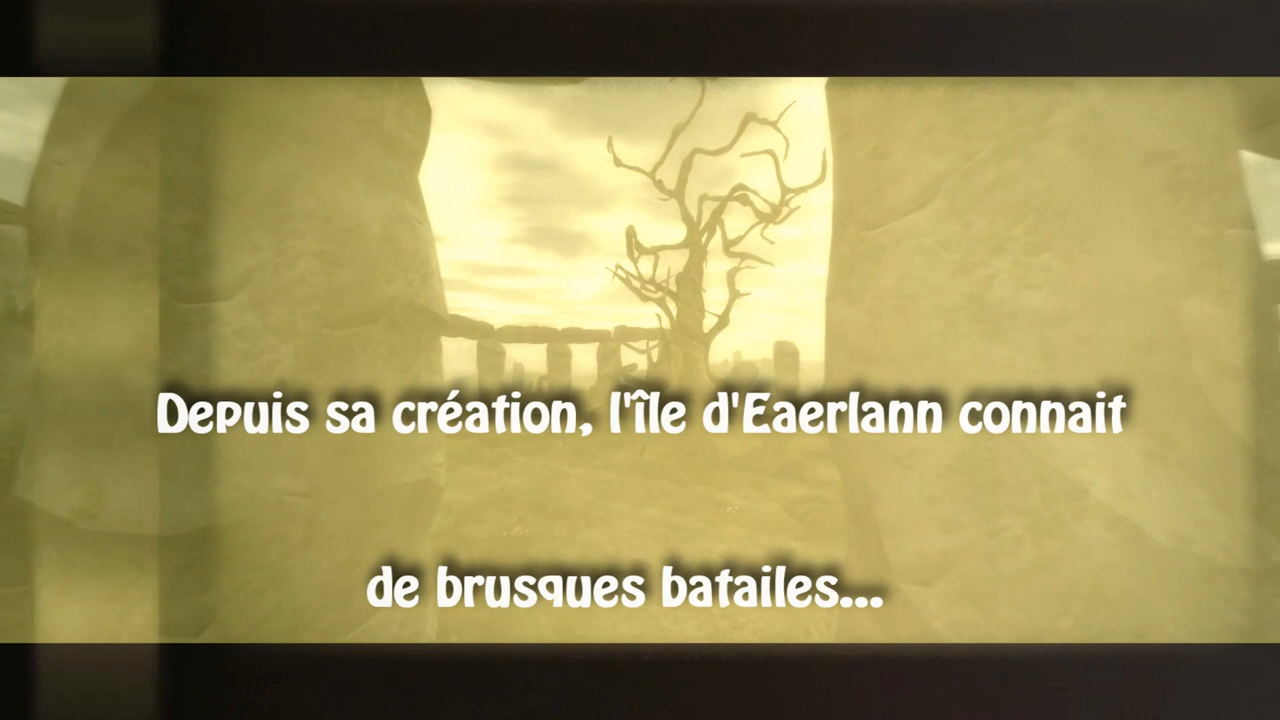 Depuis sa création, l'île d'Eaerlann connait
de brusques batailes...